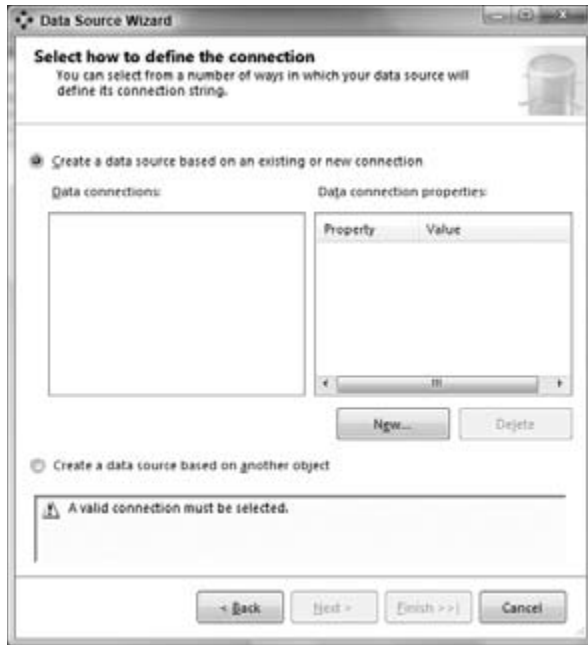 Data Source Wizard
Select how to define the connection
You can select from a number of ways in which your data source will
define its connection string.
Create a data source based on an existing or new connection
Data connections:
Data connection properties:
Property Value
New... Delete
Create a data source based on another object
A valid connection must be selected.
< Back Next > Finish >>| Cancel